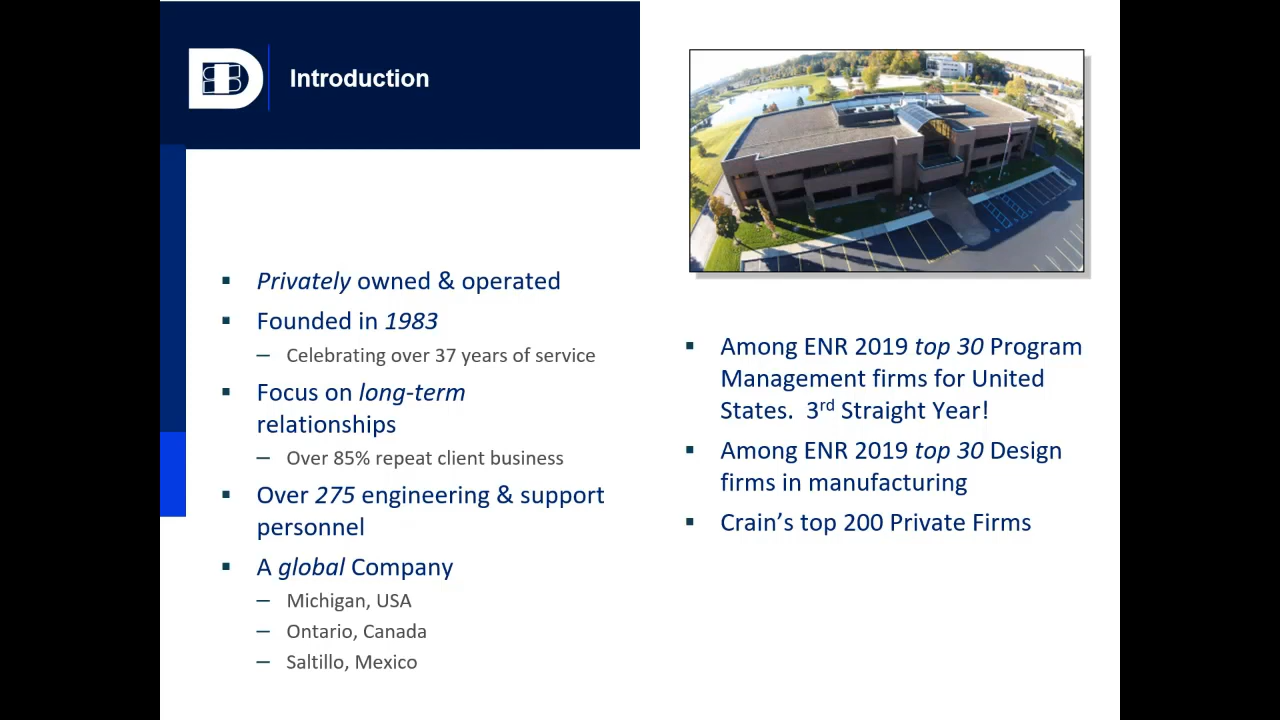 Introduction
Privately owned & operated
Founded in 1983
– Celebrating over 37 years of service
Focus on long-term
relationships
– Over 85% repeat client business
Over 275 engineering & support
personnel
A global Company
– Michigan, USA
– Ontario, Canada
– Saltillo, Mexico
Among ENR 2019 top 30 Program
Management firms for United
States. 3rd Straight Year!
Among ENR 2019 top 30 Design
firms in manufacturing
Crain’s top 200 Private Firms